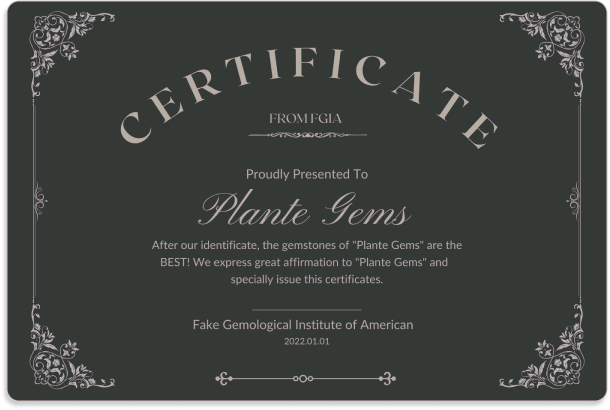 CERTIFICATE
FROM FGIA
Proudly Presented To
Plante Gems
After our identificate, the gemstones of "Plante Gems" are the
BEST! We express great affirmation to "Plante Gems" and
specially issue this certificates.
Fake Gemological Institute of American
2022.01.01